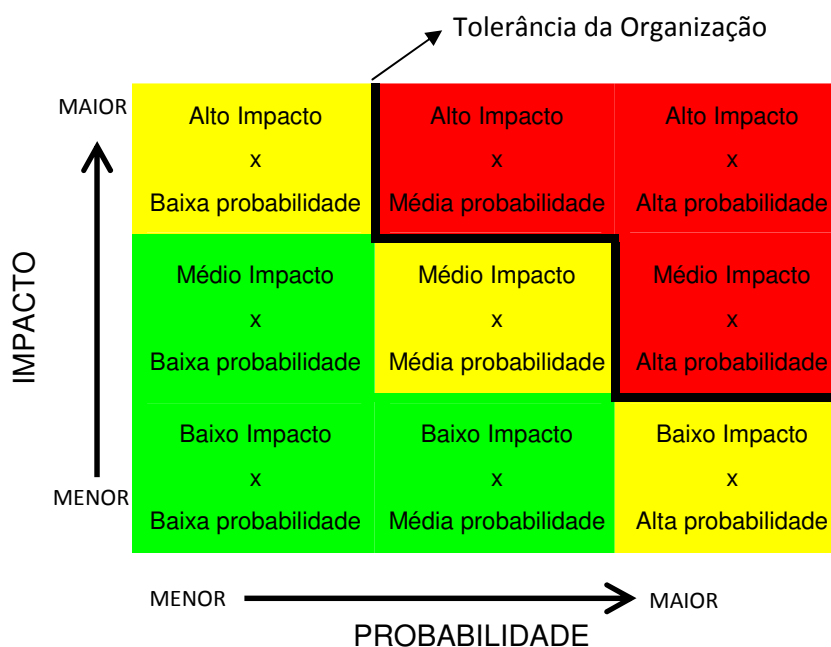 Tolerância da Organização
MAIOR
Alto Impacto
x
Baixa probabilidade
Alto Impacto
x
Média probabilidade
Alto Impacto
x
Alta probabilidade
IMPACTO
Médio Impacto
x
Baixa probabilidade
Médio Impacto
x
Média probabilidade
Médio Impacto
x
Alta probabilidade
Baixo Impacto
x
Baixa probabilidade
Baixo Impacto
x
Média probabilidade
Baixo Impacto
x
Alta probabilidade
MENOR
MENOR
MAIOR
PROBABILIDADE